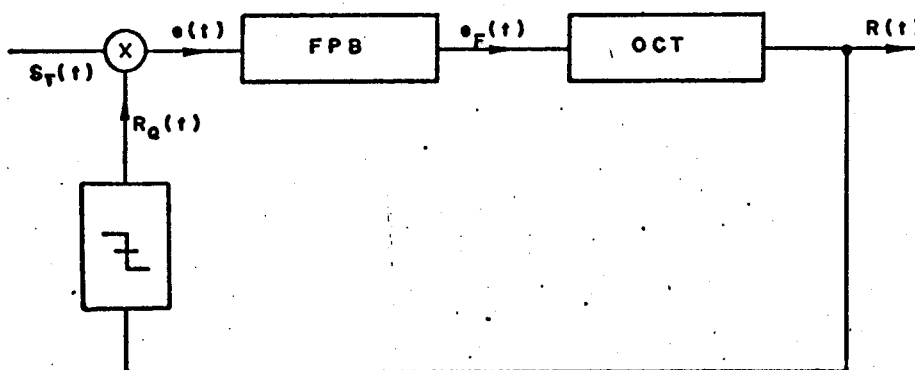 S_T(t)
X
e(t)
FPB
e_F(t)
OCT
R(t)
R_Q(t)